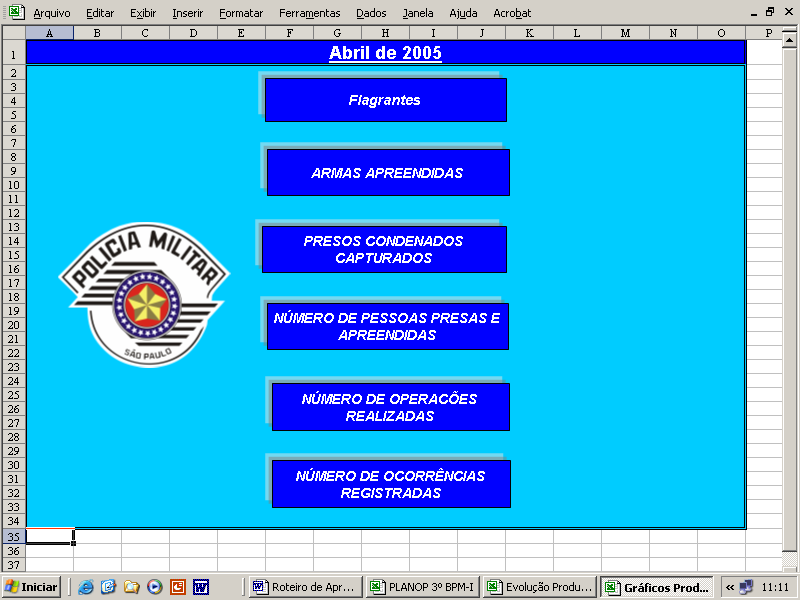 Arquivo Editar Exibir Inserir Formatar Ferramentas Dados Janela Ajuda Acrobat
A B C D E F G H I J K L M N O P
1 Abril de 2005
2
3
4 Flagrantes
5
6
7
8
9 ARMAS APREENDIDAS
10
11
12
13
14 PRESOS CONDENADOS
15 CAPTURADOS
16
17
18
19
20 NÚMERO DE PESSOAS PRESAS E
21 APREENDIDAS
22
23
24
25
26 NÚMERO DE OPERACÕES
27 REALIZADAS
28
29
30
31 NÚMERO DE OCORRÊNCIAS
32 REGISTRADAS
33
34
35
36
37
POLICIA MILITAR
SÃO PAULO
Iniciar Roteiro de Apr... PLANOP 3º BPM-I Evolução Produ... Gráficos Prod... « 11:11